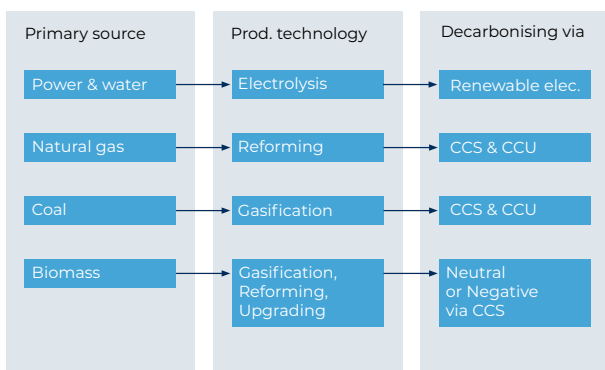 Primary source
Prod. technology
Decarbonising via
Power & water
Electrolysis
Renewable elec.
Natural gas
Reforming
CCS & CCU
Coal
Gasification
CCS & CCU
Biomass
Gasification,
Reforming,
Upgrading
Neutral
or Negative
via CCS